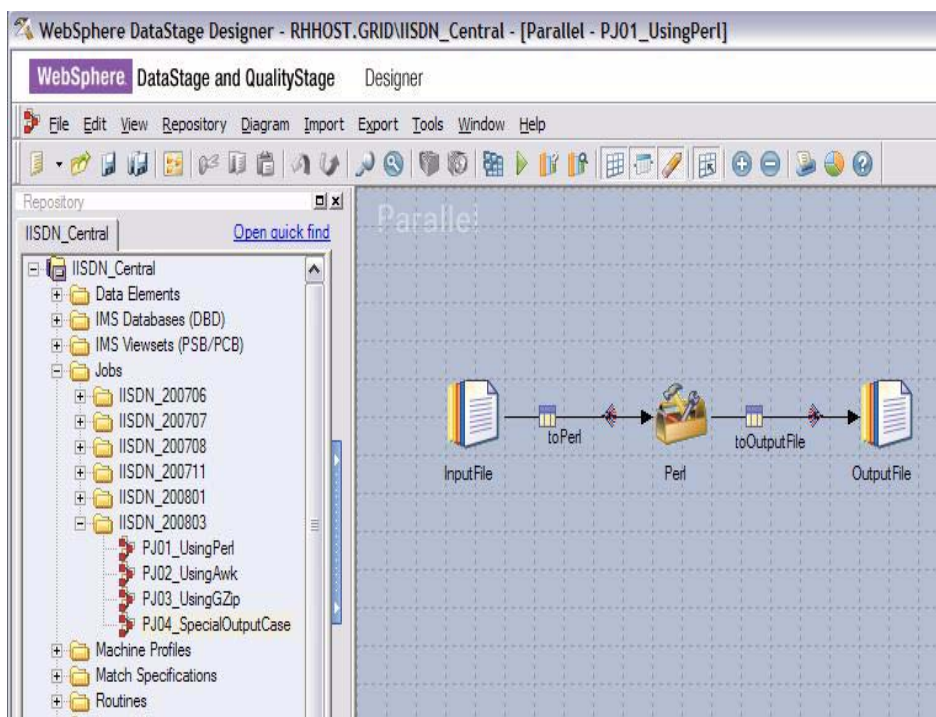 WebSphere DataStage Designer - RHHOST.GRID\IISDN_Central - [Parallel - PJ01_UsingPerl]
WebSphere. DataStage and QualityStage Designer
File Edit View Repository Diagram Import Export Tools Window Help
Repository
IISDN_Central Open quick find
IISDN_Central
Data Elements
IMS Databases (DBD)
IMS Viewsets (PSB/PCB)
Jobs
IISDN_200706
IISDN_200707
IISDN_200708
IISDN_200711
IISDN_200801
IISDN_200803
PJ01_UsingPerl
PJ02_UsingAwk
PJ03_UsingGZip
PJ04_SpecialOutputCase
Machine Profiles
Match Specifications
Routines
Parallel
toPerl
toOutputFile
InputFile
Perl
OutputFile